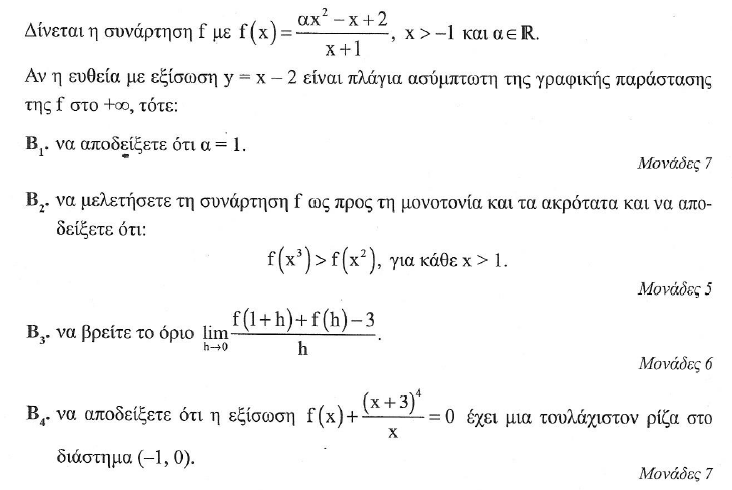 Δίνεται η συνάρτηση f με f(x) = (αx² − x + 2)/(x + 1), x > −1 και α ∈ ℝ.
Αν η ευθεία με εξίσωση y = x – 2 είναι πλάγια ασύμπτωτη της γραφικής παράστασης
της f στο +∞, τότε:
B₁. να αποδείξετε ότι α = 1.
Μονάδες 7
B₂. να μελετήσετε τη συνάρτηση f ως προς τη μονοτονία και τα ακρότατα και να απο-
δείξετε ότι:
f(x³) > f(x²), για κάθε x > 1.
Μονάδες 5
B₃. να βρείτε το όριο lim h→0 (f(1+h) + f(h) − 3)/h.
Μονάδες 6
B₄. να αποδείξετε ότι η εξίσωση f(x) + (x+3)⁴/x = 0 έχει μια τουλάχιστον ρίζα στο
διάστημα (–1, 0).
Μονάδες 7